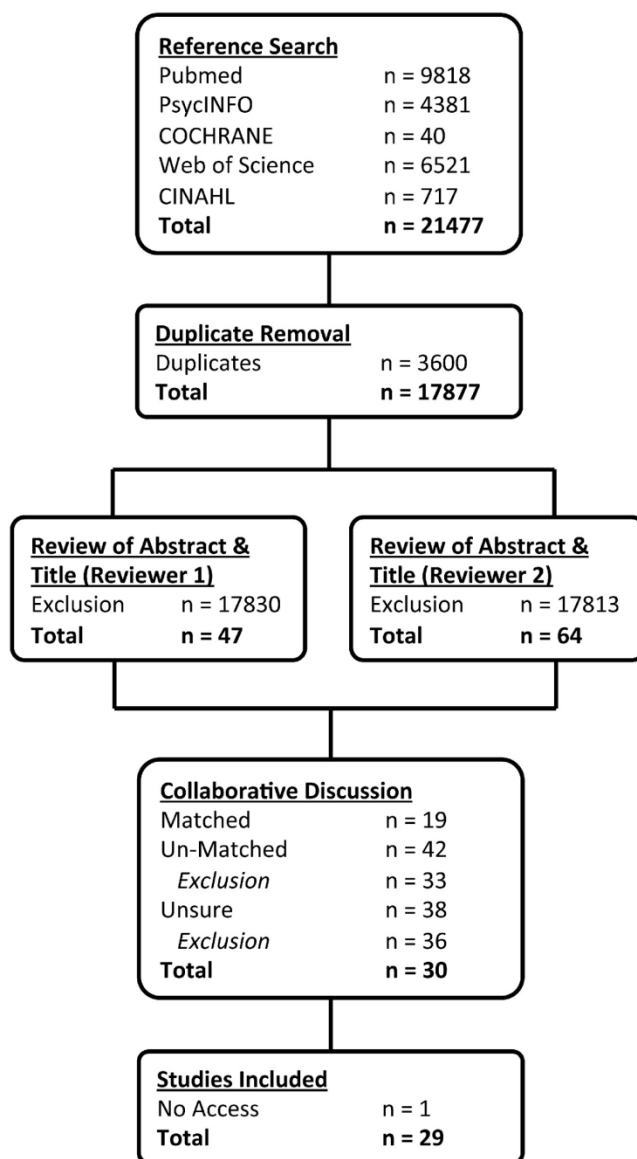 Reference Search
Pubmed n = 9818
PsycINFO n = 4381
COCHRANE n = 40
Web of Science n = 6521
CINAHL n = 717
Total n = 21477
Duplicate Removal
Duplicates n = 3600
Total n = 17877
Review of Abstract &
Title (Reviewer 1)
Exclusion n = 17830
Total n = 47
Review of Abstract &
Title (Reviewer 2)
Exclusion n = 17813
Total n = 64
Collaborative Discussion
Matched n = 19
Un-Matched n = 42
Exclusion n = 33
Unsure n = 38
Exclusion n = 36
Total n = 30
Studies Included
No Access n = 1
Total n = 29